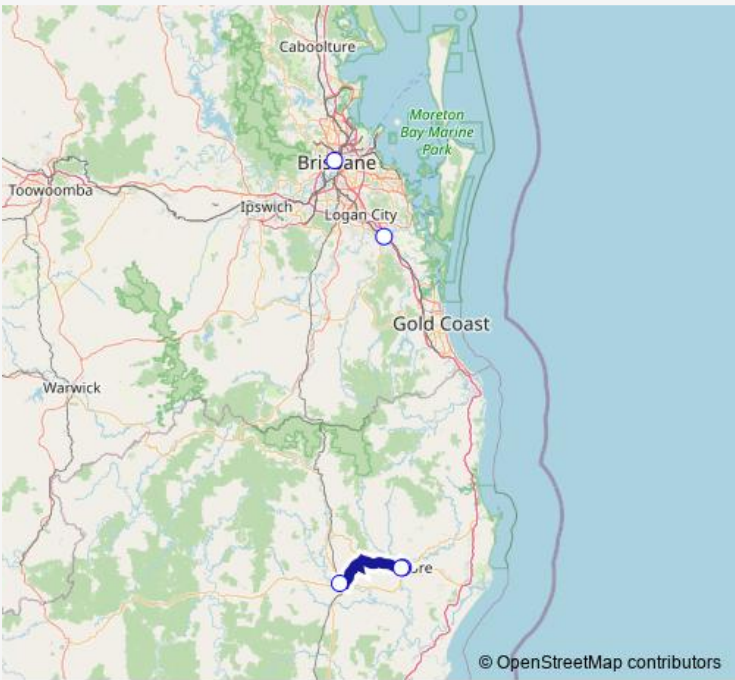 Caboolture
Moreton
Bay Marine
Park
Brisbane
Toowoomba
Ipswich
Logan City
Gold Coast
Warwick
© OpenStreetMap contributors